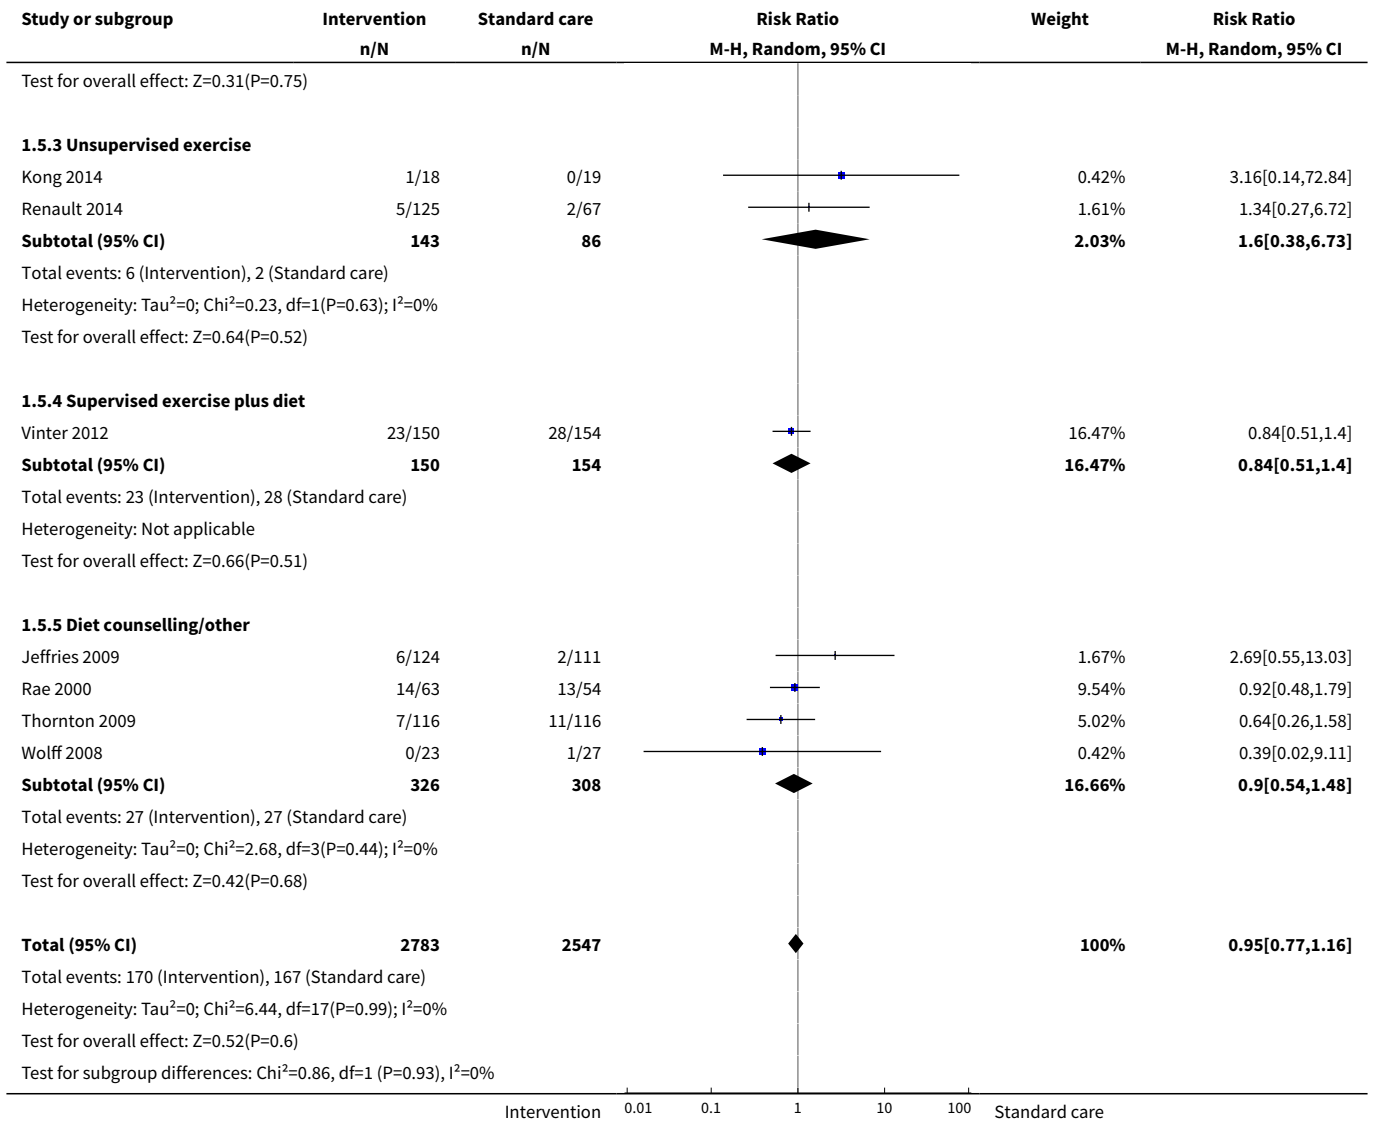 Study or subgroup Intervention Standard care Risk Ratio Weight Risk Ratio
n/N n/N M-H, Random, 95% CI M-H, Random, 95% CI
Test for overall effect: Z=0.31(P=0.75)
1.5.3 Unsupervised exercise
Kong 2014 1/18 0/19 0.42% 3.16[0.14,72.84]
Renault 2014 5/125 2/67 1.61% 1.34[0.27,6.72]
Subtotal (95% CI) 143 86 2.03% 1.6[0.38,6.73]
Total events: 6 (Intervention), 2 (Standard care)
Heterogeneity: Tau²=0; Chi²=0.23, df=1(P=0.63); I²=0%
Test for overall effect: Z=0.64(P=0.52)
1.5.4 Supervised exercise plus diet
Vinter 2012 23/150 28/154 16.47% 0.84[0.51,1.4]
Subtotal (95% CI) 150 154 16.47% 0.84[0.51,1.4]
Total events: 23 (Intervention), 28 (Standard care)
Heterogeneity: Not applicable
Test for overall effect: Z=0.66(P=0.51)
1.5.5 Diet counselling/other
Jeffries 2009 6/124 2/111 1.67% 2.69[0.55,13.03]
Rae 2000 14/63 13/54 9.54% 0.92[0.48,1.79]
Thornton 2009 7/116 11/116 5.02% 0.64[0.26,1.58]
Wolff 2008 0/23 1/27 0.42% 0.39[0.02,9.11]
Subtotal (95% CI) 326 308 16.66% 0.9[0.54,1.48]
Total events: 27 (Intervention), 27 (Standard care)
Heterogeneity: Tau²=0; Chi²=2.68, df=3(P=0.44); I²=0%
Test for overall effect: Z=0.42(P=0.68)
Total (95% CI) 2783 2547 100% 0.95[0.77,1.16]
Total events: 170 (Intervention), 167 (Standard care)
Heterogeneity: Tau²=0; Chi²=6.44, df=17(P=0.99); I²=0%
Test for overall effect: Z=0.52(P=0.6)
Test for subgroup differences: Chi²=0.86, df=1 (P=0.93), I²=0%
Intervention 0.01 0.1 1 10 100 Standard care